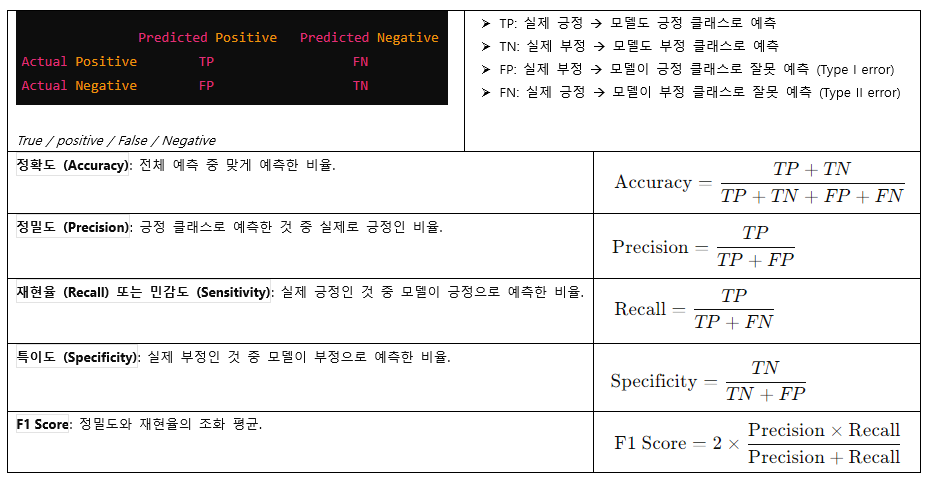 Predicted Positive Predicted Negative
Actual Positive TP FN
Actual Negative FP TN
True / positive / False / Negative
➢ TP: 실제 긍정 → 모델도 긍정 클래스로 예측
➢ TN: 실제 부정 → 모델도 부정 클래스로 예측
➢ FP: 실제 부정 → 모델이 긍정 클래스로 잘못 예측 (Type I error)
➢ FN: 실제 긍정 → 모델이 부정 클래스로 잘못 예측 (Type II error)
정확도 (Accuracy): 전체 예측 중 맞게 예측한 비율.
Accuracy = \frac{TP + TN}{TP + TN + FP + FN}
정밀도 (Precision): 긍정 클래스로 예측한 것 중 실제로 긍정인 비율.
Precision = \frac{TP}{TP + FP}
재현율 (Recall) 또는 민감도 (Sensitivity): 실제 긍정인 것 중 모델이 긍정으로 예측한 비율.
Recall = \frac{TP}{TP + FN}
특이도 (Specificity): 실제 부정인 것 중 모델이 부정으로 예측한 비율.
Specificity = \frac{TN}{TN + FP}
F1 Score: 정밀도와 재현율의 조화 평균.
F1 Score = 2 × \frac{Precision × Recall}{Precision + Recall}